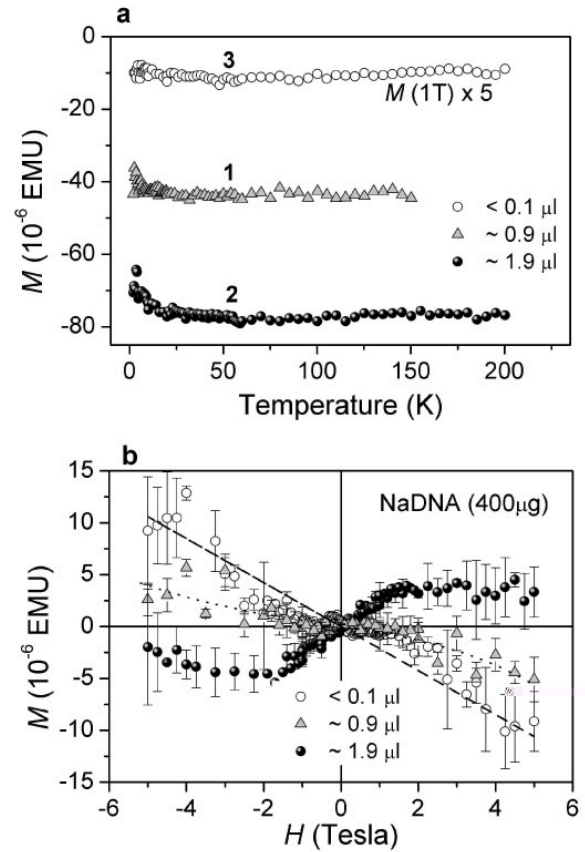 a
0
3
M (1T) x 5
-20
1
-40
< 0.1 µl
~ 0.9 µl
-60
~ 1.9 µl
2
-80
M (10-6 EMU)
0 50 100 150 200
Temperature (K)
b
15
NaDNA (400µg)
10
5
0
-5
< 0.1 µl
-10
~ 0.9 µl
~ 1.9 µl
-15
M (10-6 EMU)
-6 -4 -2 0 2 4 6
H (Tesla)